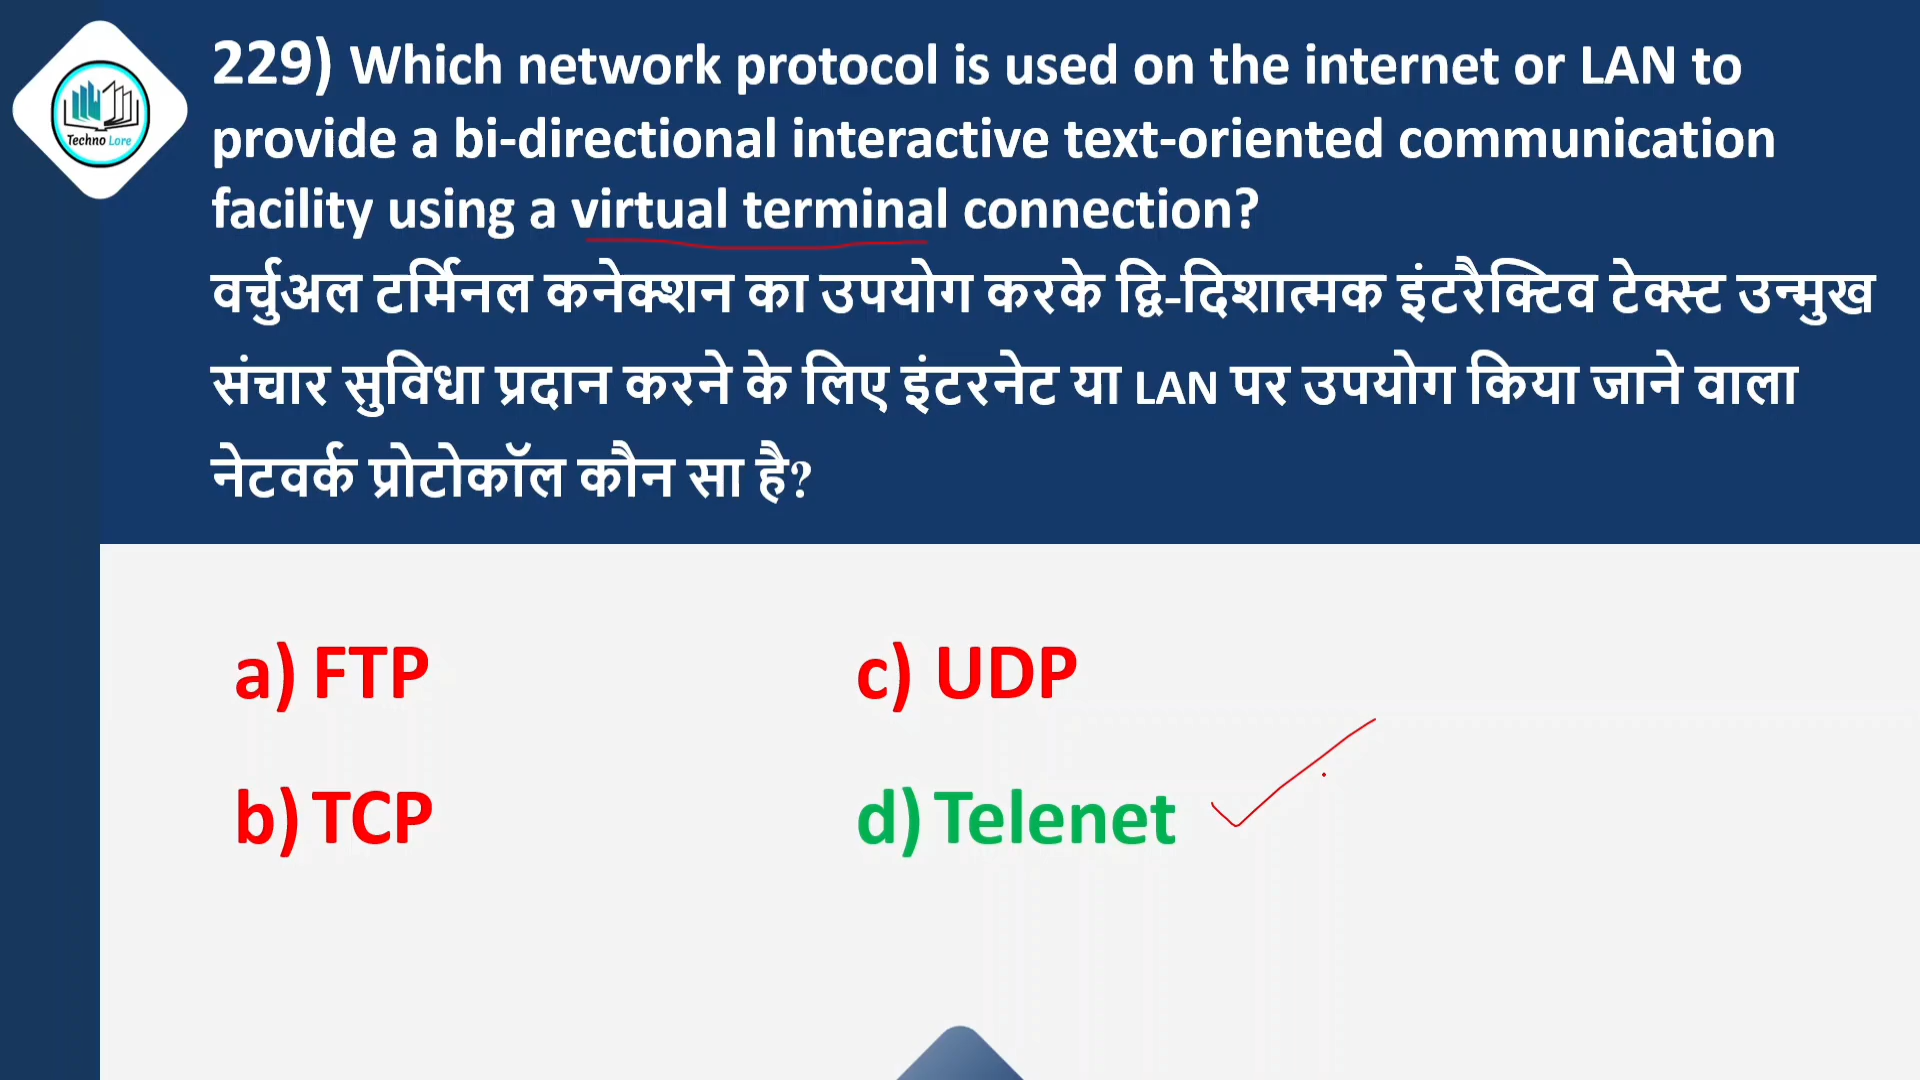 Techno Lore
229) Which network protocol is used on the internet or LAN to
provide a bi-directional interactive text-oriented communication
facility using a virtual terminal connection?
वर्चुअल टर्मिनल कनेक्शन का उपयोग करके द्वि-दिशात्मक इंटरैक्टिव टेक्स्ट उन्मुख
संचार सुविधा प्रदान करने के लिए इंटरनेट या LAN पर उपयोग किया जाने वाला
नेटवर्क प्रोटोकॉल कौन सा है?
a) FTP
b) TCP
c) UDP
d) Telenet